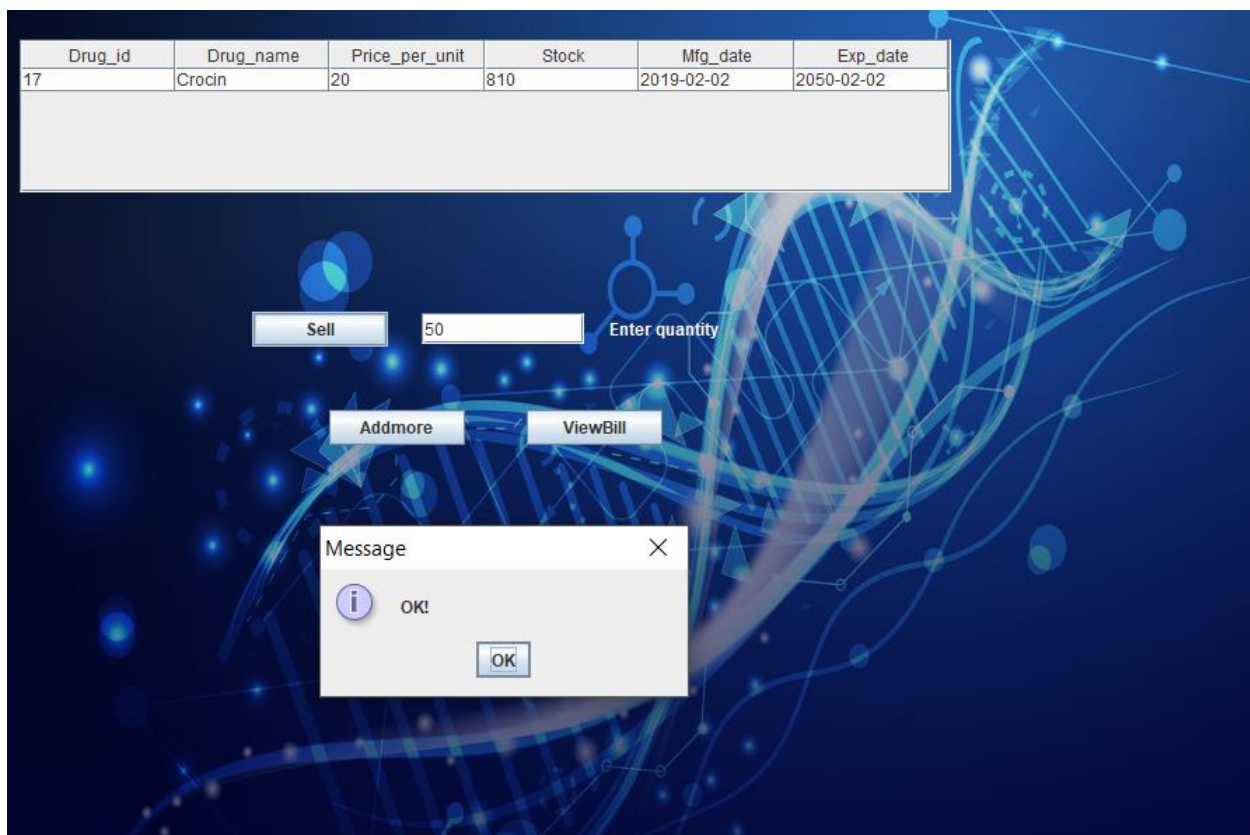 Drug_id Drug_name Price_per_unit Stock Mfg_date Exp_date
17 Crocin 20 810 2019-02-02 2050-02-02
Sell 50 Enter quantity
Addmore ViewBill
Message
OK!
OK